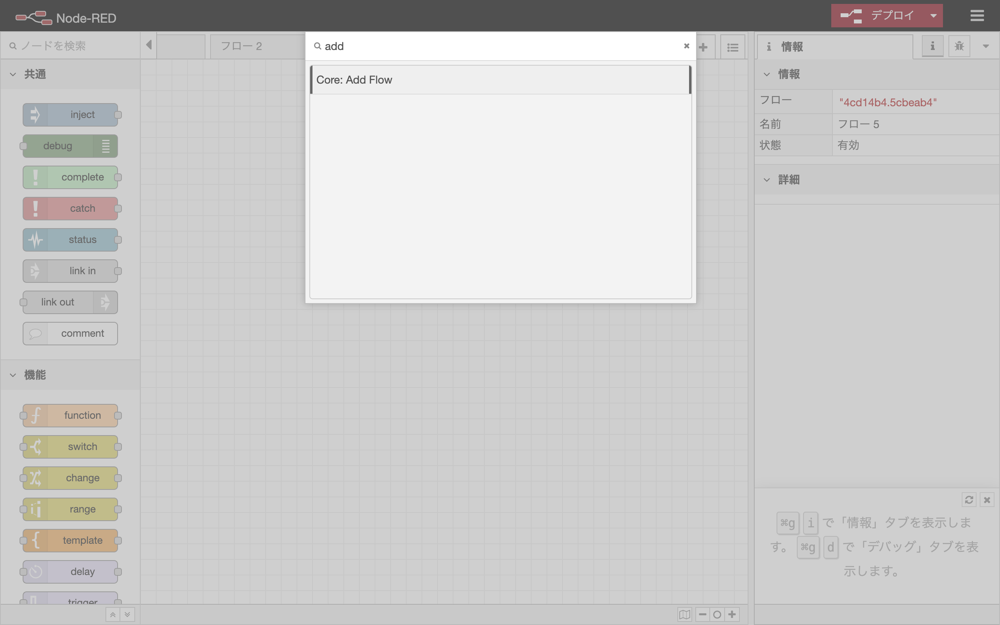 Node-RED
デプロイ
ノードを検索
フロー 2
add
情報
共通
Core: Add Flow
inject
debug
complete
catch
status
link in
link out
comment
機能
function
switch
change
range
template
delay
trigger
情報
フロー "4cd14b4.5cbeab4"
名前 フロー 5
状態 有効
詳細
⌘g i で「情報」タブを表示しま
す。 ⌘g d で「デバッグ」タブを表
示します。